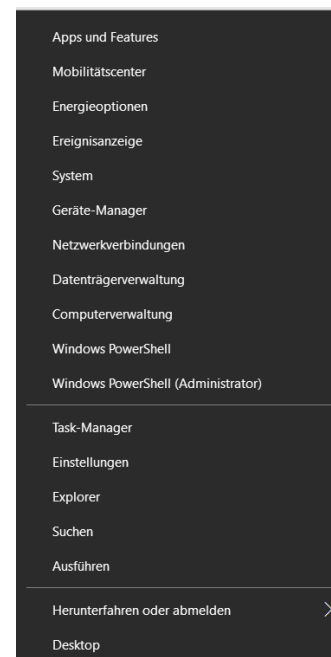 Apps und Features
Mobilitätscenter
Energieoptionen
Ereignisanzeige
System
Geräte-Manager
Netzwerkverbindungen
Datenträgerverwaltung
Computerverwaltung
Windows PowerShell
Windows PowerShell (Administrator)
Task-Manager
Einstellungen
Explorer
Suchen
Ausführen
Herunterfahren oder abmelden
Desktop